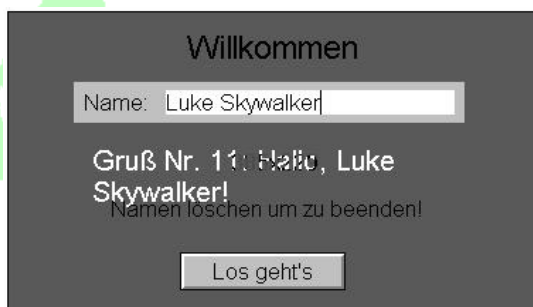 Willkommen
Name: Luke Skywalker
Gruß Nr. 11: Hallo, Luke
Skywalker!
Namen löschen um zu beenden!
Los geht's